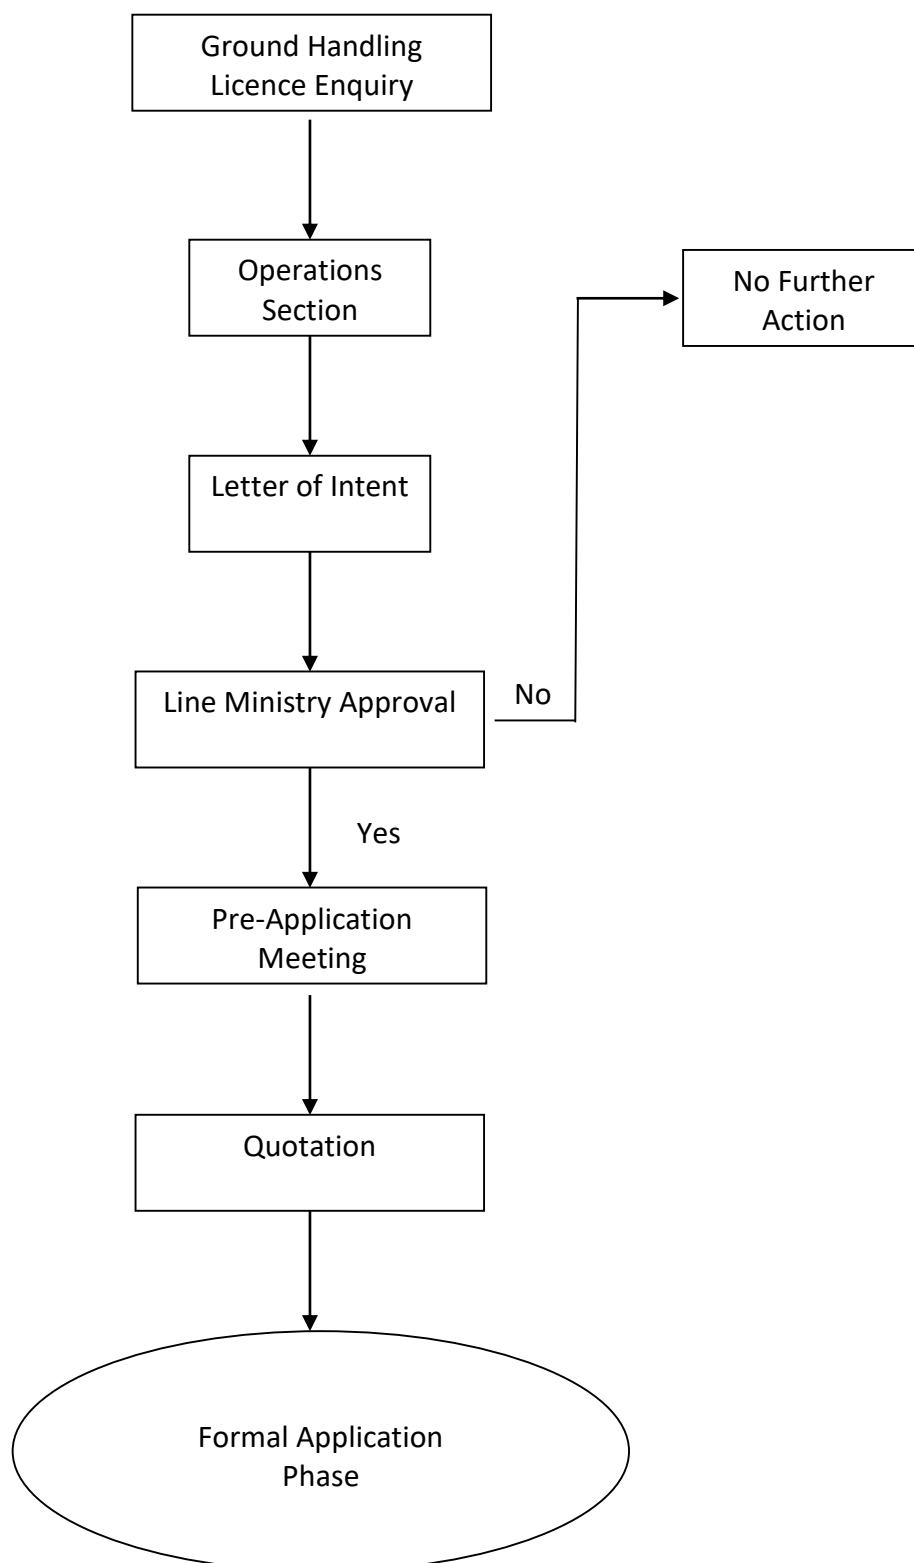 Ground Handling
Licence Enquiry
Operations
Section
No Further
Action
Letter of Intent
Line Ministry Approval
No
Yes
Pre-Application
Meeting
Quotation
Formal Application
Phase